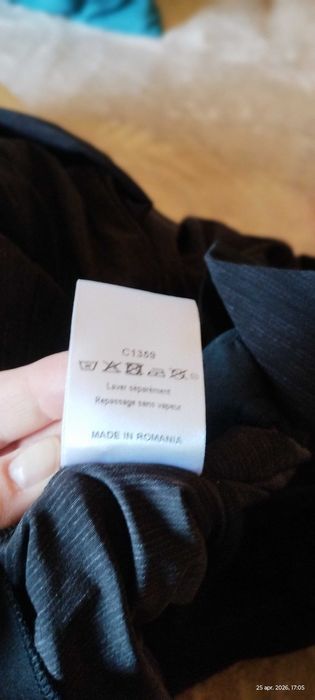 C1359
Laver séparément
Repassage sans vapeur
MADE IN ROMANIA
25 apr. 2026, 17:05